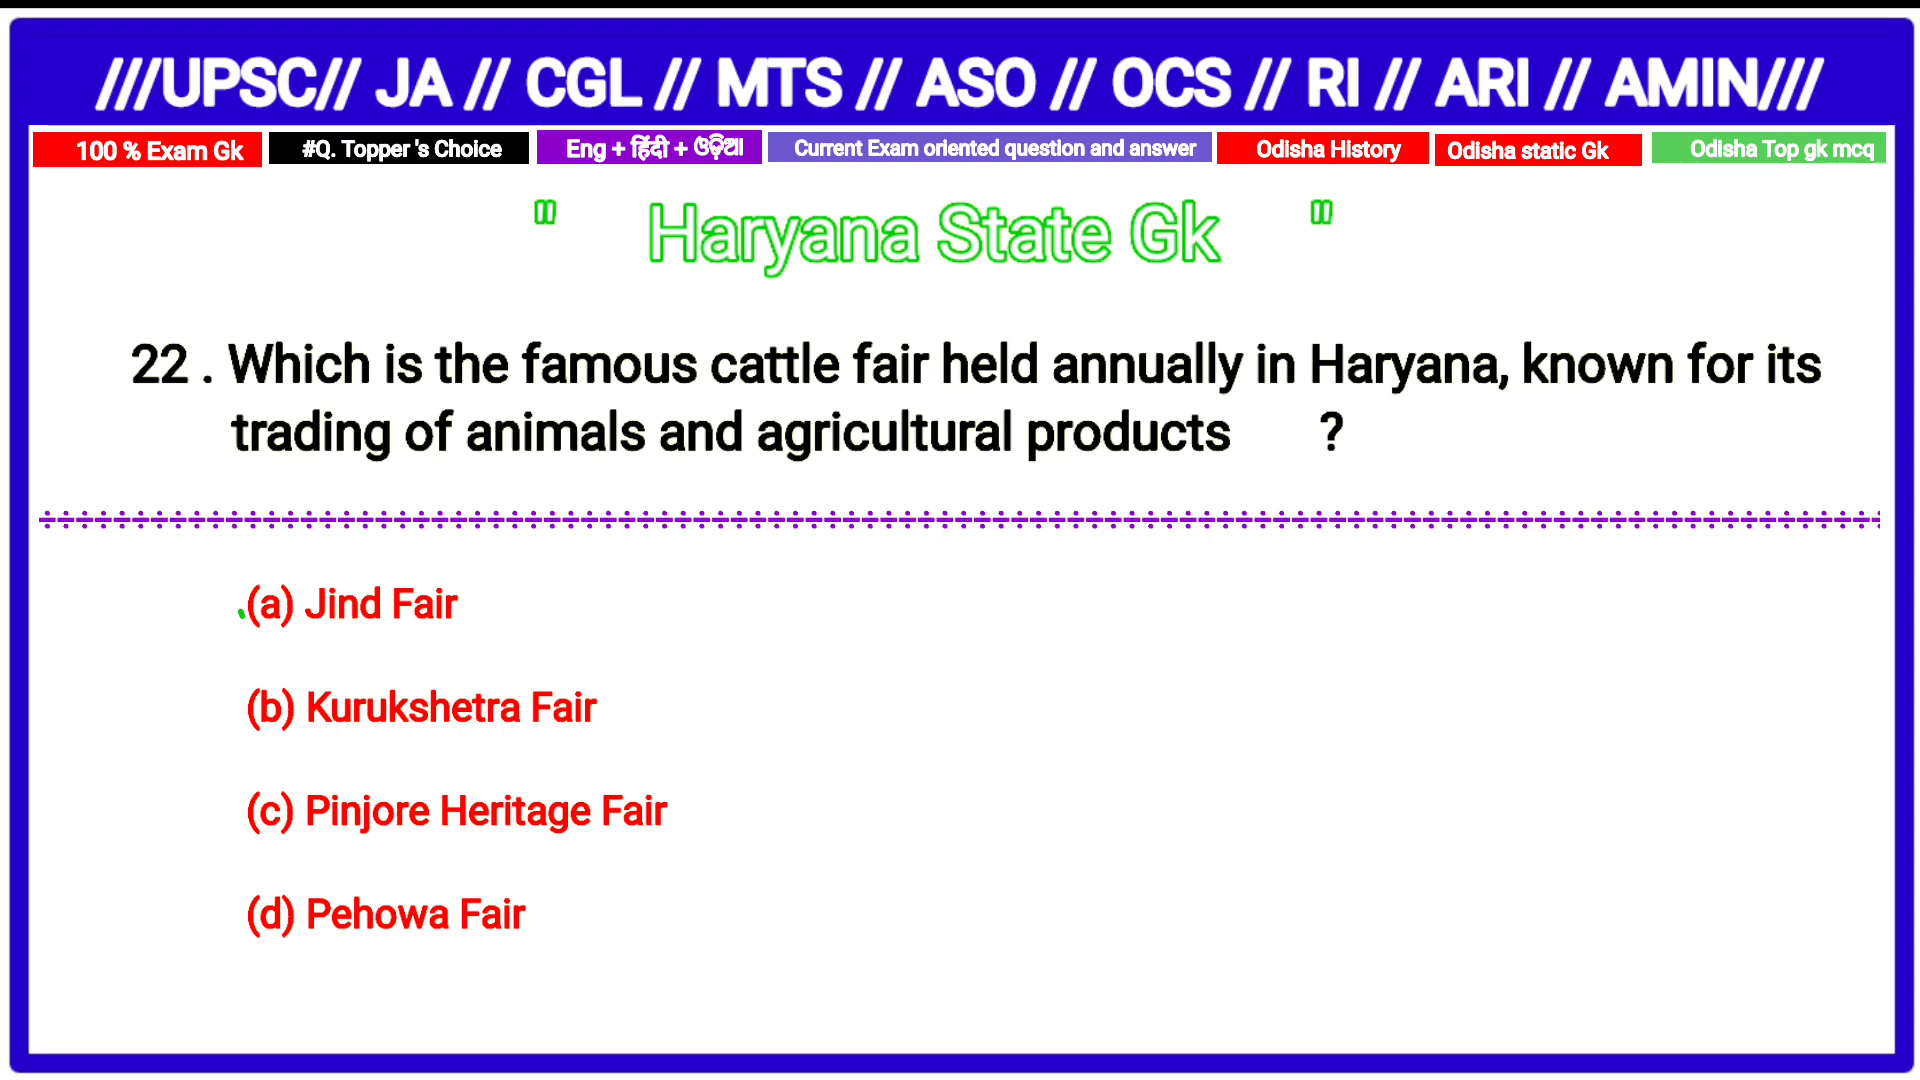 ///UPSC// JA // CGL // MTS // ASO // OCS // RI // ARI // AMIN///
100 % Exam Gk #Q. Topper 's Choice Eng + हिंदी + ଓଡ଼ିଆ Current Exam oriented question and answer Odisha History Odisha static Gk Odisha Top gk mcq
" Haryana State Gk "
22 . Which is the famous cattle fair held annually in Haryana, known for its
trading of animals and agricultural products ?
.(a) Jind Fair
(b) Kurukshetra Fair
(c) Pinjore Heritage Fair
(d) Pehowa Fair